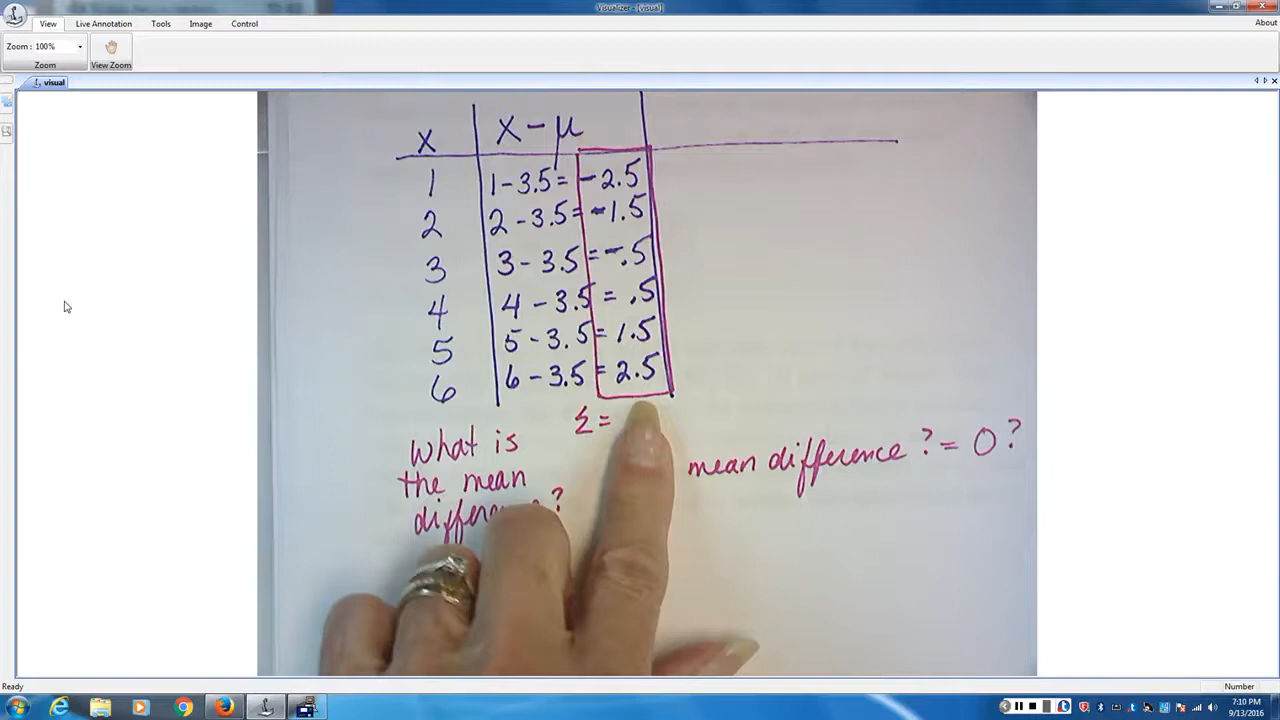 Visualizer - [visual]
View Live Annotation Tools Image Control
About
Zoom : 100%
Zoom
View Zoom
visual
x x - μ
1 1-3.5= -2.5
2 2 -3.5= -1.5
3 3 - 3.5 = -.5
4 4 - 3.5 = .5
5 5 - 3.5 = 1.5
6 6 - 3.5 = 2.5
Σ =
What is
the mean
mean difference ? = 0 ?
Ready
Number
7:10 PM
9/13/2016